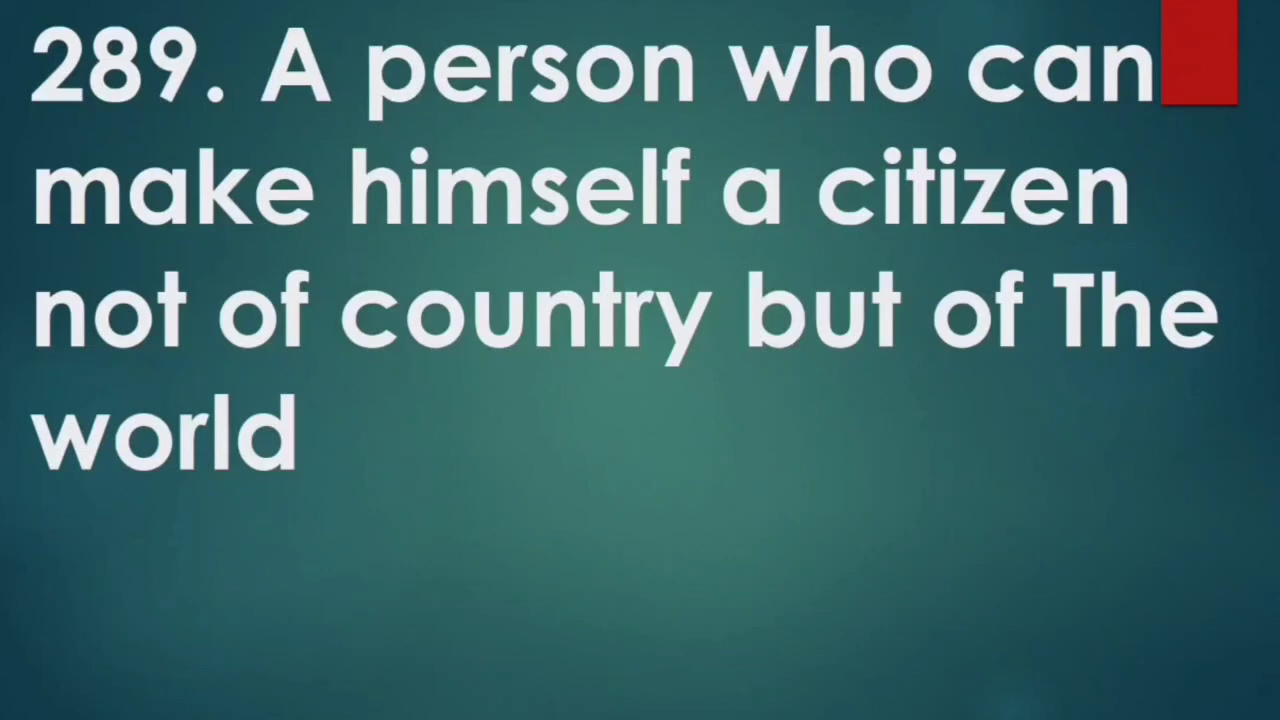 289. A person who can
make himself a citizen
not of country but of The
world